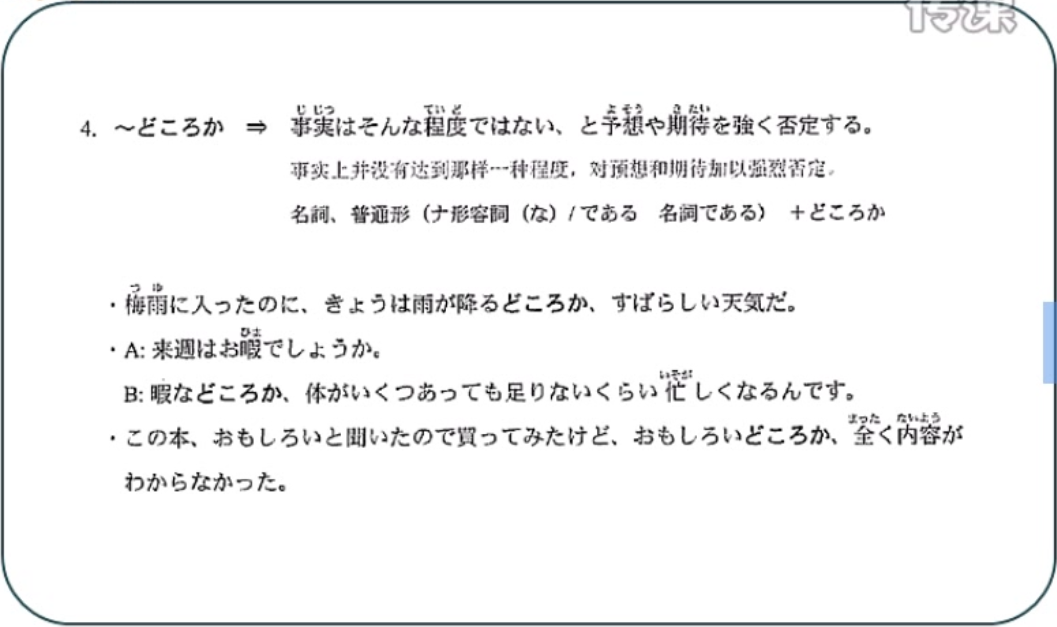 传课
4. 〜どころか ⇒ 事実はそんな程度ではない、と予想や期待を強く否定する。
事实上并没有达到那样一种程度，对预想和期待加以强烈否定。
名詞、普通形（ナ形容詞（な）/ である 名詞である） ＋どころか
・梅雨に入ったのに、きょうは雨が降るどころか、すばらしい天気だ。
・A: 来週はお暇でしょうか。
B: 暇などころか、体がいくつあっても足りないくらい忙しくなるんです。
・この本、おもしろいと聞いたので買ってみたけど、おもしろいどころか、全く内容が
わからなかった。